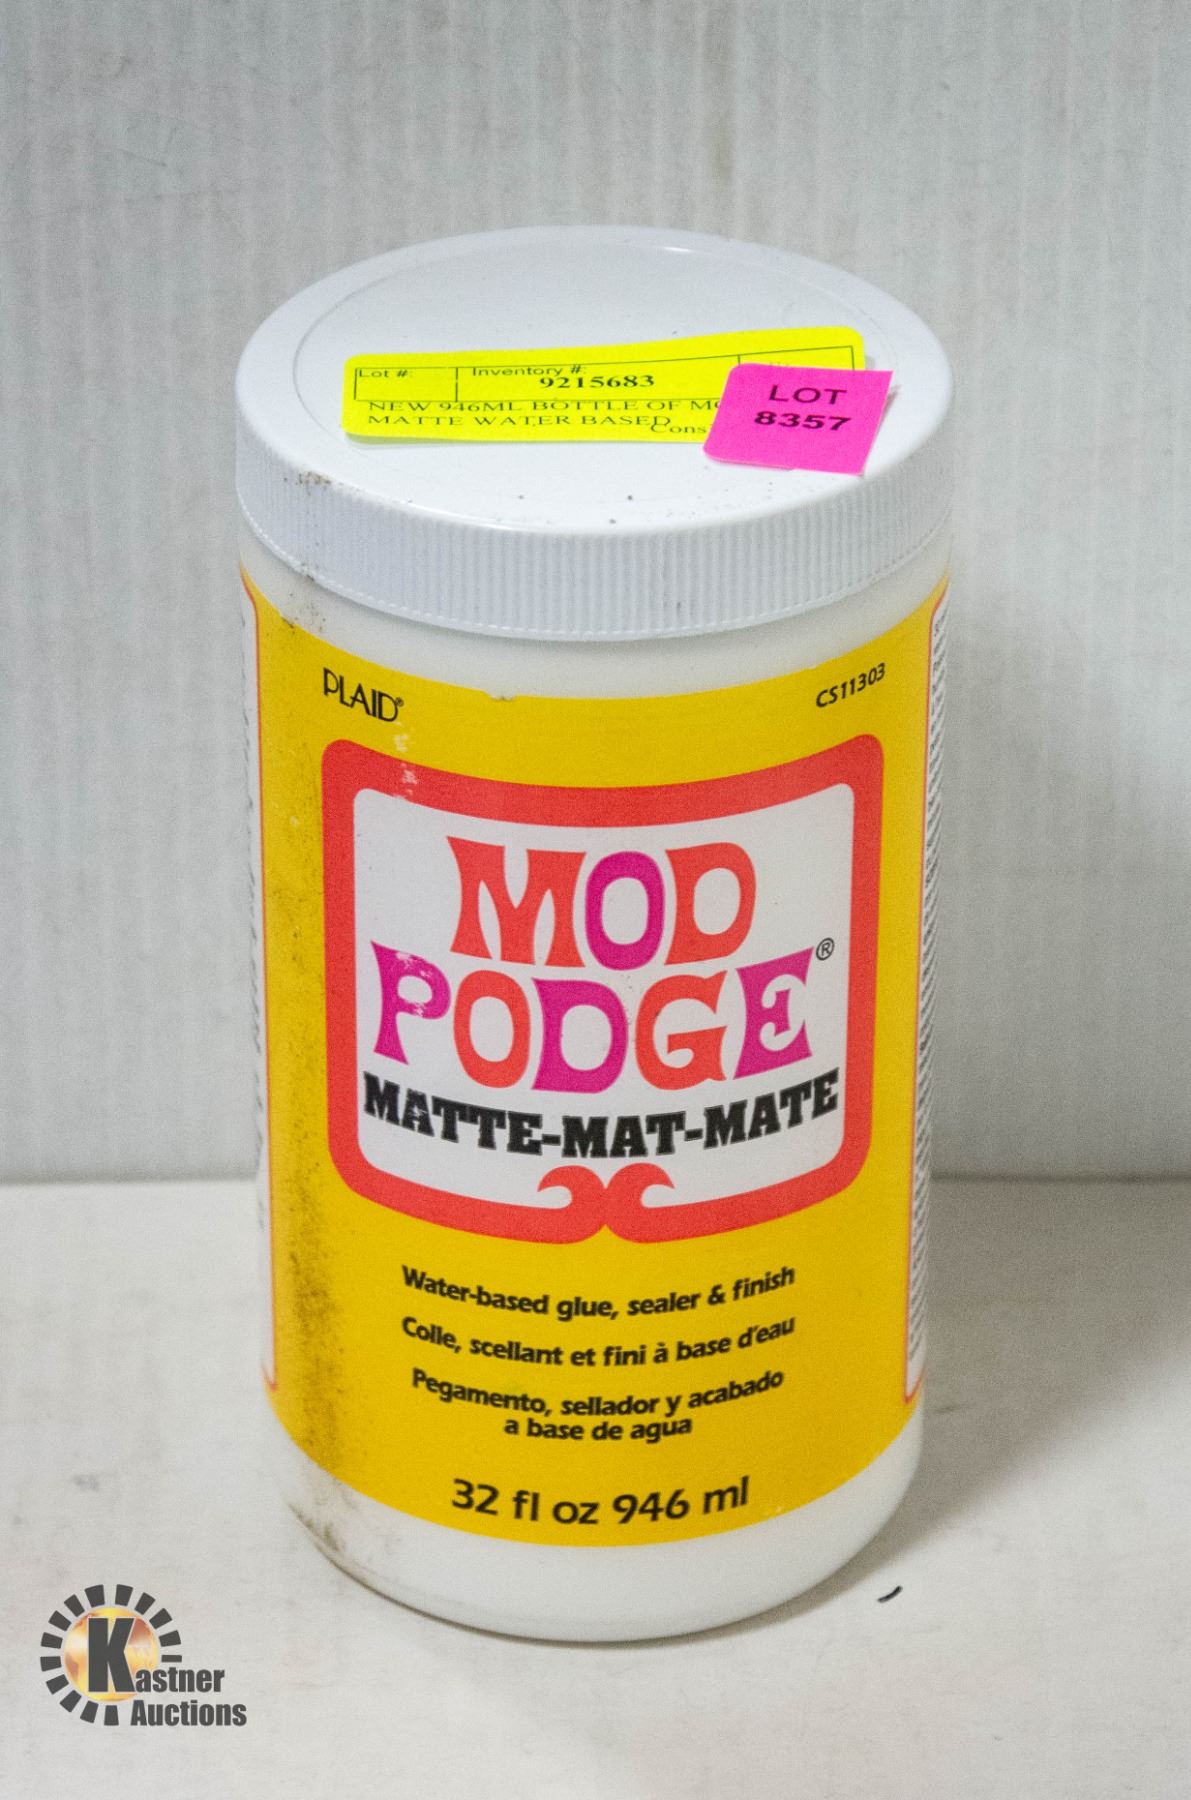 Lot #:
Inventory #:
9215683
NEW 946ML BOTTLE OF
MATTE WATER BASED
LOT
8357
PLAID®
CS11303
MOD
PODGE®
MATTE-MAT-MATE
Water-based glue, sealer & finish
Colle, scellant et fini à base d'eau
Pegamento, sellador y acabado
a base de agua
32 fl oz 946 ml
Kastner
Auctions